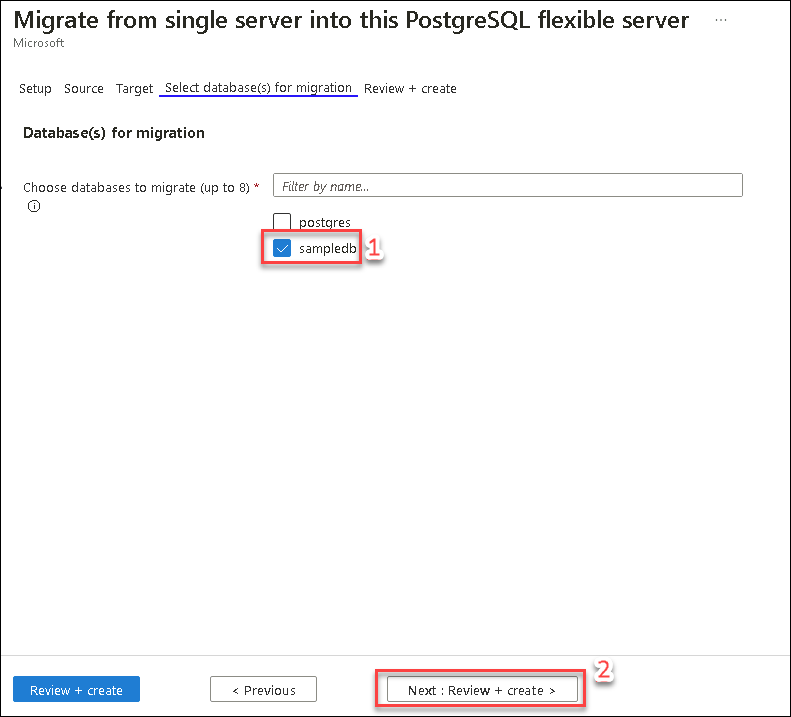 Migrate from single server into this PostgreSQL flexible server ...
Microsoft
Setup Source Target Select database(s) for migration Review + create
Database(s) for migration
Choose databases to migrate (up to 8) * Filter by name...
postgres
sampledb 1
2
Review + create < Previous Next : Review + create >